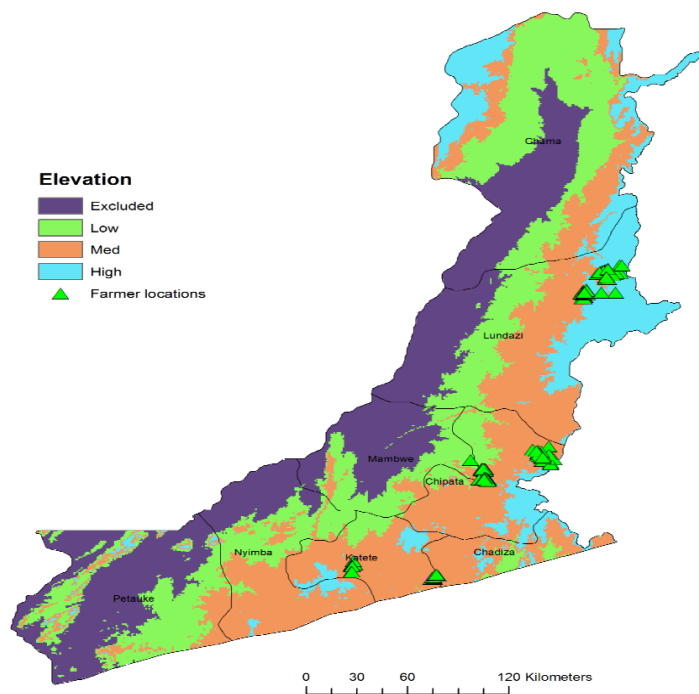 Chama
Elevation
Excluded
Low
Med
High
Farmer locations
Lundazi
Mambwe
Chipata
Nyimba
Katete
Chadiza
Petauke
0 30 60 120 Kilometers